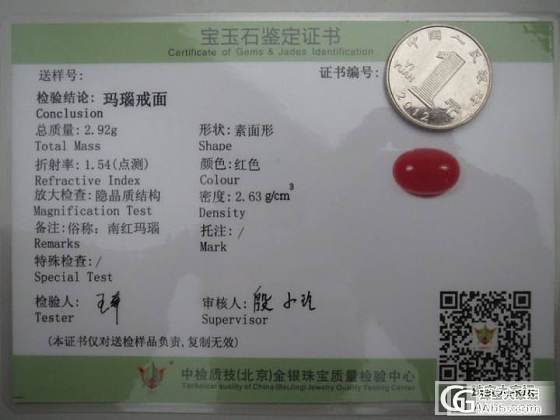 宝玉石鉴定证书
Certificate of Gems & Jades Identification
送样号:
证书编号:
检验结论: 玛瑙戒面
Conclusion
总质量: 2.92g
形状: 素面形
Total Mass
Shape
折射率: 1.54(点测)
颜色: 红色
Refractive Index
Colour
放大检查: 隐晶质结构
密度: 2.63 g/cm³
Magnification Test
Density
备注: 俗称: 南红玛瑙
托注: /
Remarks
Mark
特殊检查: /
Special Test
检验人:
审核人:
Tester
Supervisor
(本证书仅对送检样品负责, 复制无效)
中检质技(北京)金银珠宝质量检验中心
中国人民银行
1
YI YUAN
2012